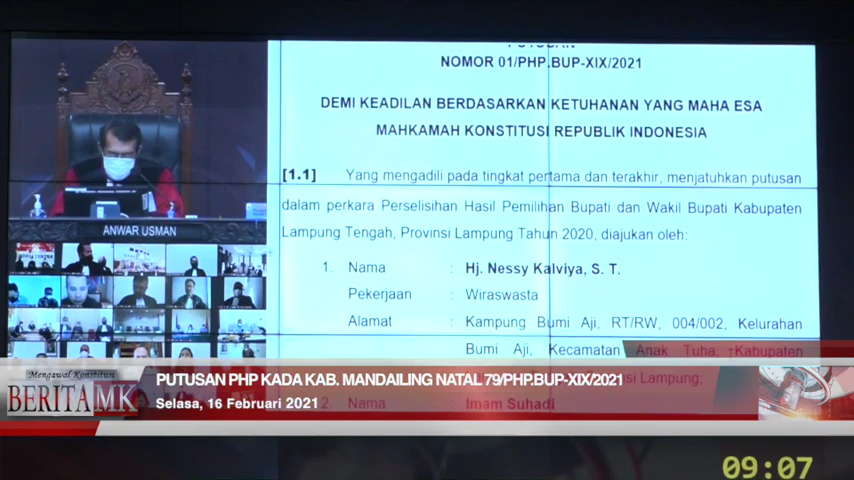 PUTUSAN
NOMOR 01/PHP.BUP-XIX/2021
DEMI KEADILAN BERDASARKAN KETUHANAN YANG MAHA ESA
MAHKAMAH KONSTITUSI REPUBLIK INDONESIA
[1.1] Yang mengadili pada tingkat pertama dan terakhir, menjatuhkan putusan
dalam perkara Perselisihan Hasil Pemilihan Bupati dan Wakil Bupati Kabupaten
Lampung Tengah, Provinsi Lampung Tahun 2020, diajukan oleh:
1. Nama : Hj. Nessy Kalviya, S. T.
Pekerjaan : Wiraswasta
Alamat : Kampung Bumi Aji, RT/RW, 004/002, Kelurahan
Bumi Aji, Kecamatan Anak Tuha, Kabupaten
Lampung;
2. Nama : Imam Suhadi
ANWAR USMAN
Mengawal Konstitusi
BERITA MK
PUTUSAN PHP KADA KAB. MANDAILING NATAL 79/PHP.BUP-XIX/2021
Selasa, 16 Februari 2021
09:07